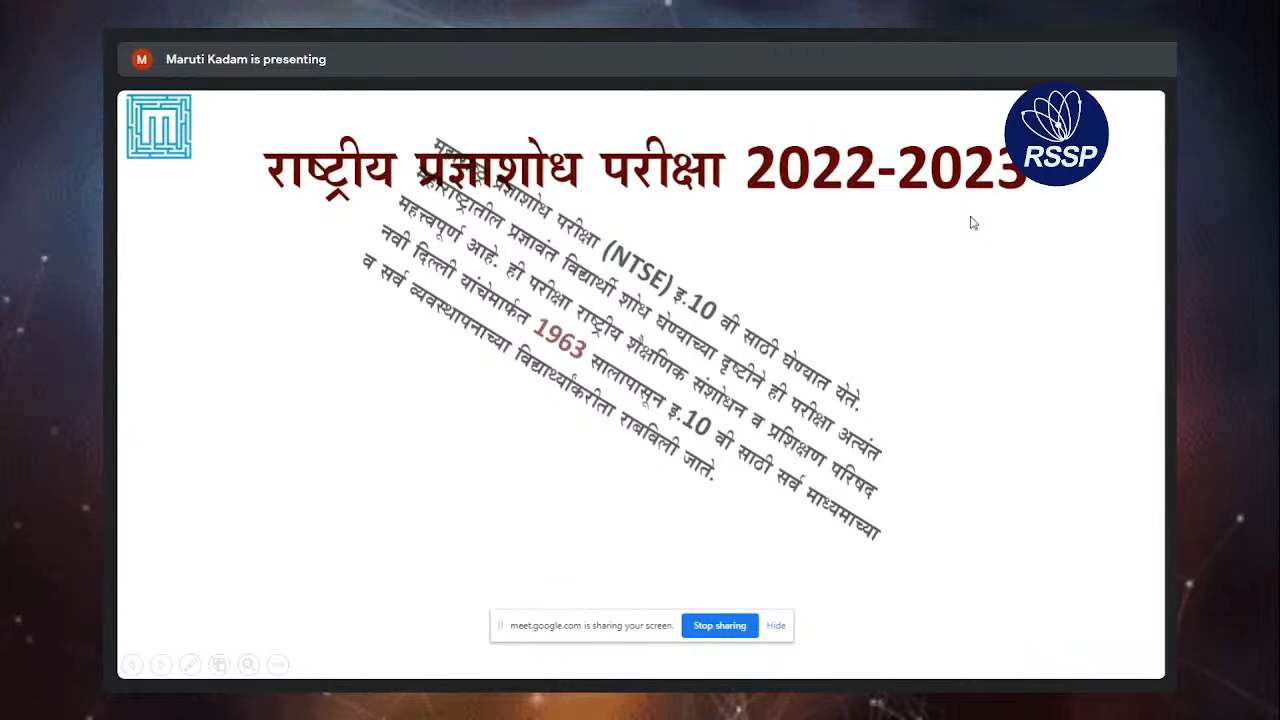 M Maruti Kadam is presenting
राष्ट्रीय प्रज्ञाशोध परीक्षा 2022-2023
RSSP
प्रज्ञाशोध परीक्षा (NTSE) इ.10 वी साठी घेण्यात येते.
महाराष्ट्रातील प्रज्ञावंत विद्यार्थी शोध घेण्याच्या दृष्टीने ही परीक्षा अत्यंत
महत्त्वपूर्ण आहे. ही परीक्षा राष्ट्रीय शैक्षणिक संशोधन व प्रशिक्षण परिषद
नवी दिल्ली यांचेमार्फत 1963 सालापासून इ.10 वी साठी सर्व माध्यमाच्या
व सर्व व्यवस्थापनाच्या विद्यार्थ्यांकरीता राबविली जाते.
meet.google.com is sharing your screen. Stop sharing Hide